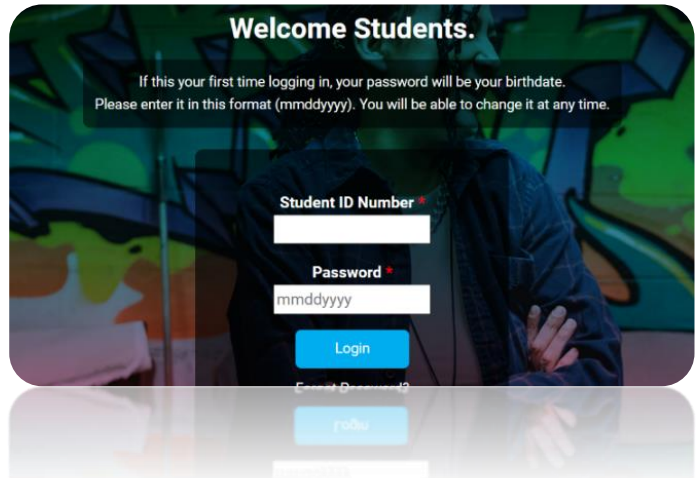 Welcome Students.
If this your first time logging in, your password will be your birthdate.
Please enter it in this format (mmddyyyy). You will be able to change it at any time.
Student ID Number *
Password *
mmddyyyy
Login
Forgot Password?